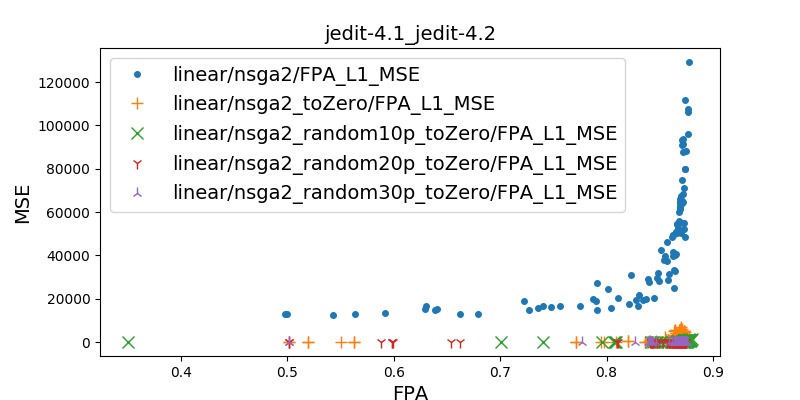 jedit-4.1_jedit-4.2
linear/nsga2/FPA_L1_MSE
linear/nsga2_toZero/FPA_L1_MSE
linear/nsga2_random10p_toZero/FPA_L1_MSE
linear/nsga2_random20p_toZero/FPA_L1_MSE
linear/nsga2_random30p_toZero/FPA_L1_MSE
MSE
120000
100000
80000
60000
40000
20000
0
0.4 0.5 0.6 0.7 0.8 0.9
FPA